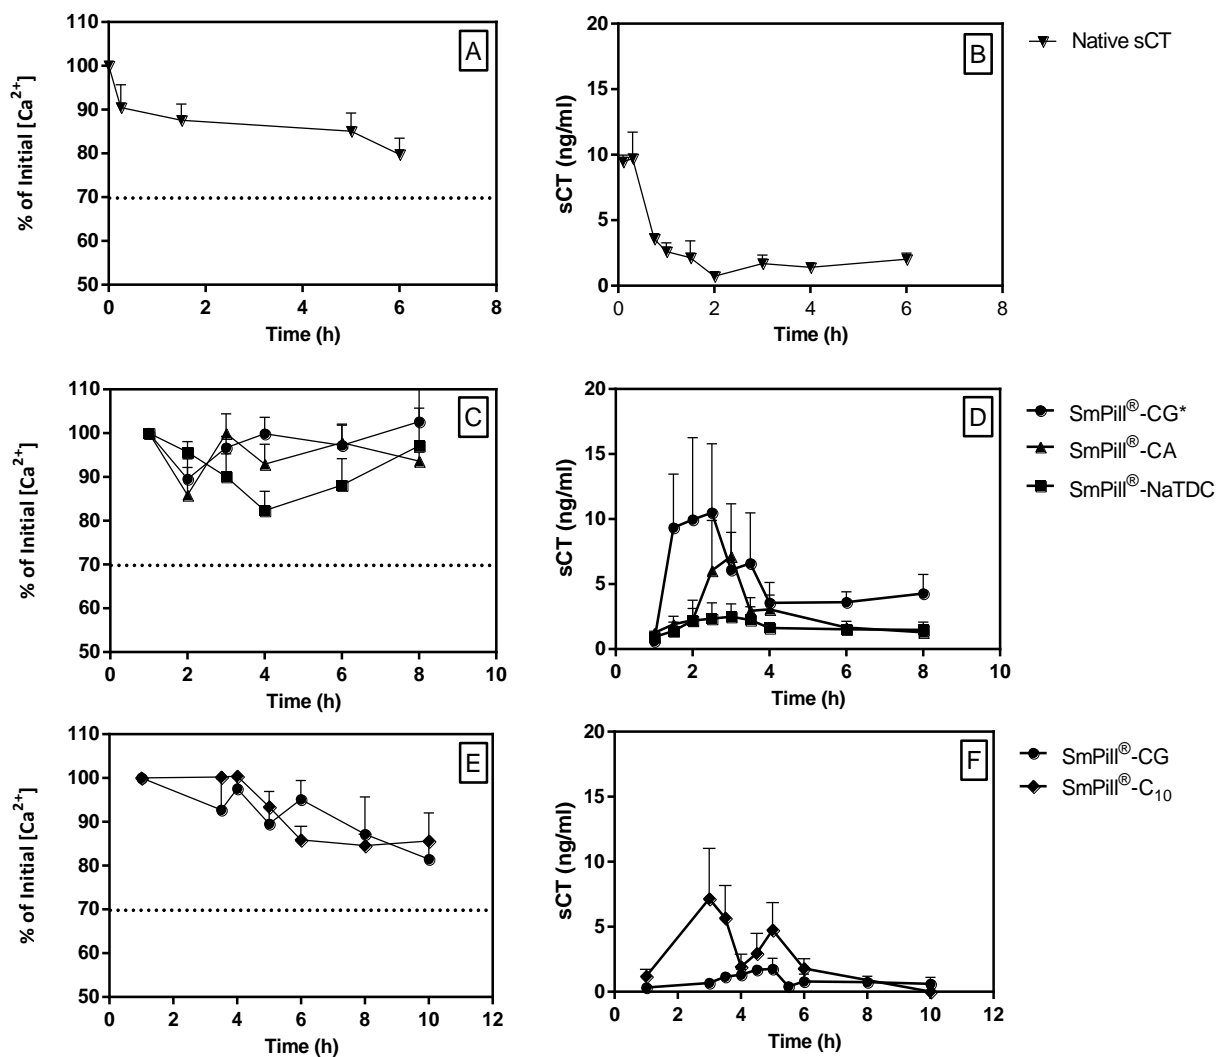 110
100
90
80
70
60
50
% of Initial [Ca²⁺]
0 2 4 6 8
Time (h)
A
20
15
10
5
0
sCT (ng/ml)
0 2 4 6 8
Time (h)
B
Native sCT
110
100
90
80
70
60
50
% of Initial [Ca²⁺]
0 2 4 6 8 10
Time (h)
C
20
15
10
5
0
sCT (ng/ml)
0 2 4 6 8 10
Time (h)
D
SmPill®-CG*
SmPill®-CA
SmPill®-NaTDC
110
100
90
80
70
60
50
% of Initial [Ca²⁺]
0 2 4 6 8 10 12
Time (h)
E
20
15
10
5
0
sCT (ng/ml)
0 2 4 6 8 10 12
Time (h)
F
SmPill®-CG
SmPill®-C₁₀